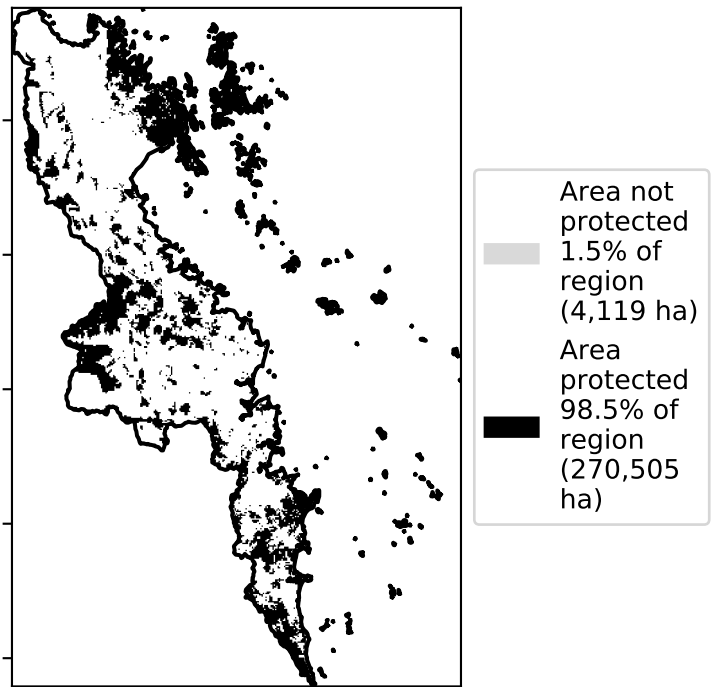 Area not
protected
1.5% of
region
(4,119 ha)
Area
protected
98.5% of
region
(270,505
ha)